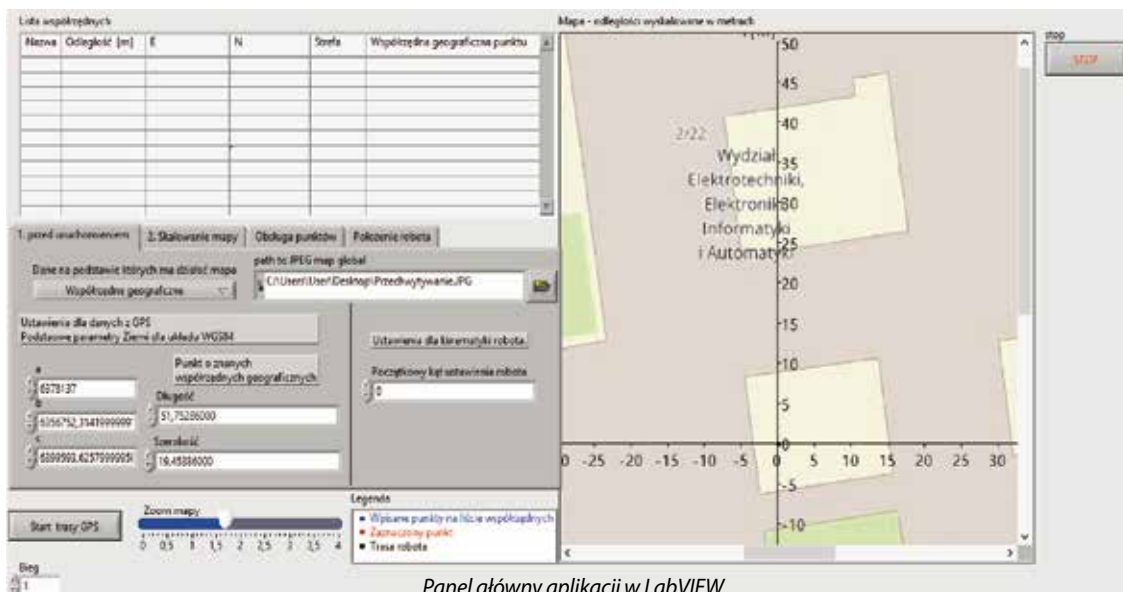 Lista współrzędnych
Nazwa Odległość [m] E N Strefa Współrzędna geograficzna punktu
1. przed uruchomieniem 2. Skalowanie mapy Obsługa punktów Położenie robota
Dane na podstawie których ma działać mapa
Współrzędne geograficzne
path to JPEG map global
C:\Users\User\Desktop\Przechwytywanie.JPG
Ustawienia dla danych z GPS
Podstawowe parametry Ziemi dla układu WGS84
Punkt o znanych
współrzędnych geograficznych
a
6378137
b
6356752,3141999999
c
Długość
51,75286000
Szerokość
19,45386000
Ustawienia dla kinematyki robota.
Początkowy kąt ustawienia robota
0
Start trasy GPS
Zoom mapy
0 0,5 1 1,5 2 2,5 3 3,5 4
Legenda
Wpisane punkty na liście współrzędnych
Zaznaczony punkt
Trasa robota
Bieg
1
Mapa - odległości wyskalowane w metrach
50
45
40
35
30
25
20
15
10
5
0
-5
-10
0 -25 -20 -15 -10 -5 0 5 10 15 20 25 30
2/22
Wydział
Elektrotechniki,
Elektroniki
Informatyki
i Automatyki
stop
STOP
Panel główny aplikacji w LabVIEW